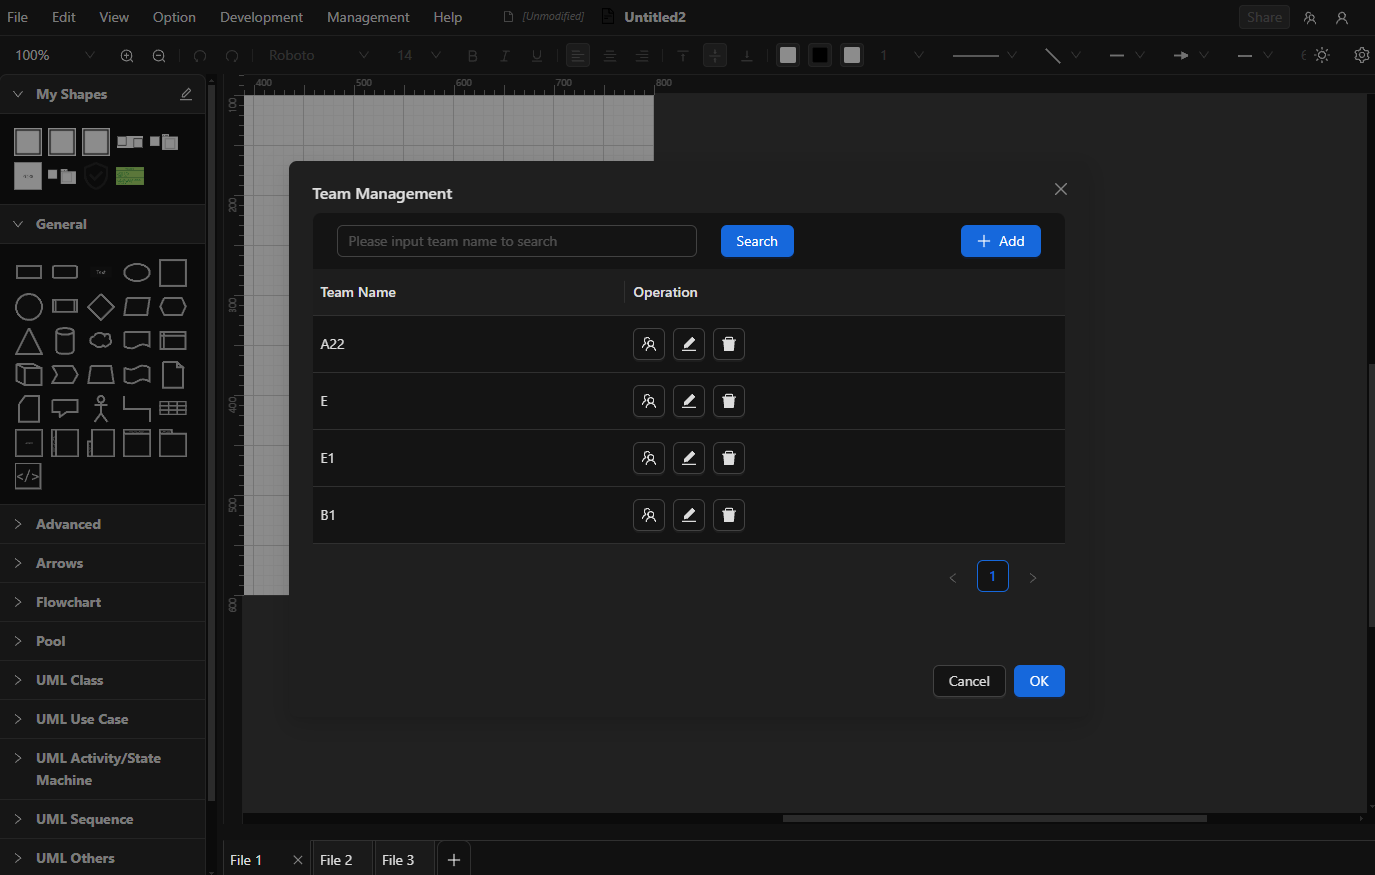 File Edit View Option Development Management Help [Unmodified] Untitled2 Share
100% Roboto 14 B I U 1
My Shapes
400 500 600 700 800
100
200
300
400
500
600
General
Text
</>
Advanced
Arrows
Flowchart
Pool
UML Class
UML Use Case
UML Activity/State
Machine
UML Sequence
UML Others
Team Management
Please input team name to search Search Add
Team Name Operation
A22
E
E1
B1
1
Cancel OK
File 1 File 2 File 3